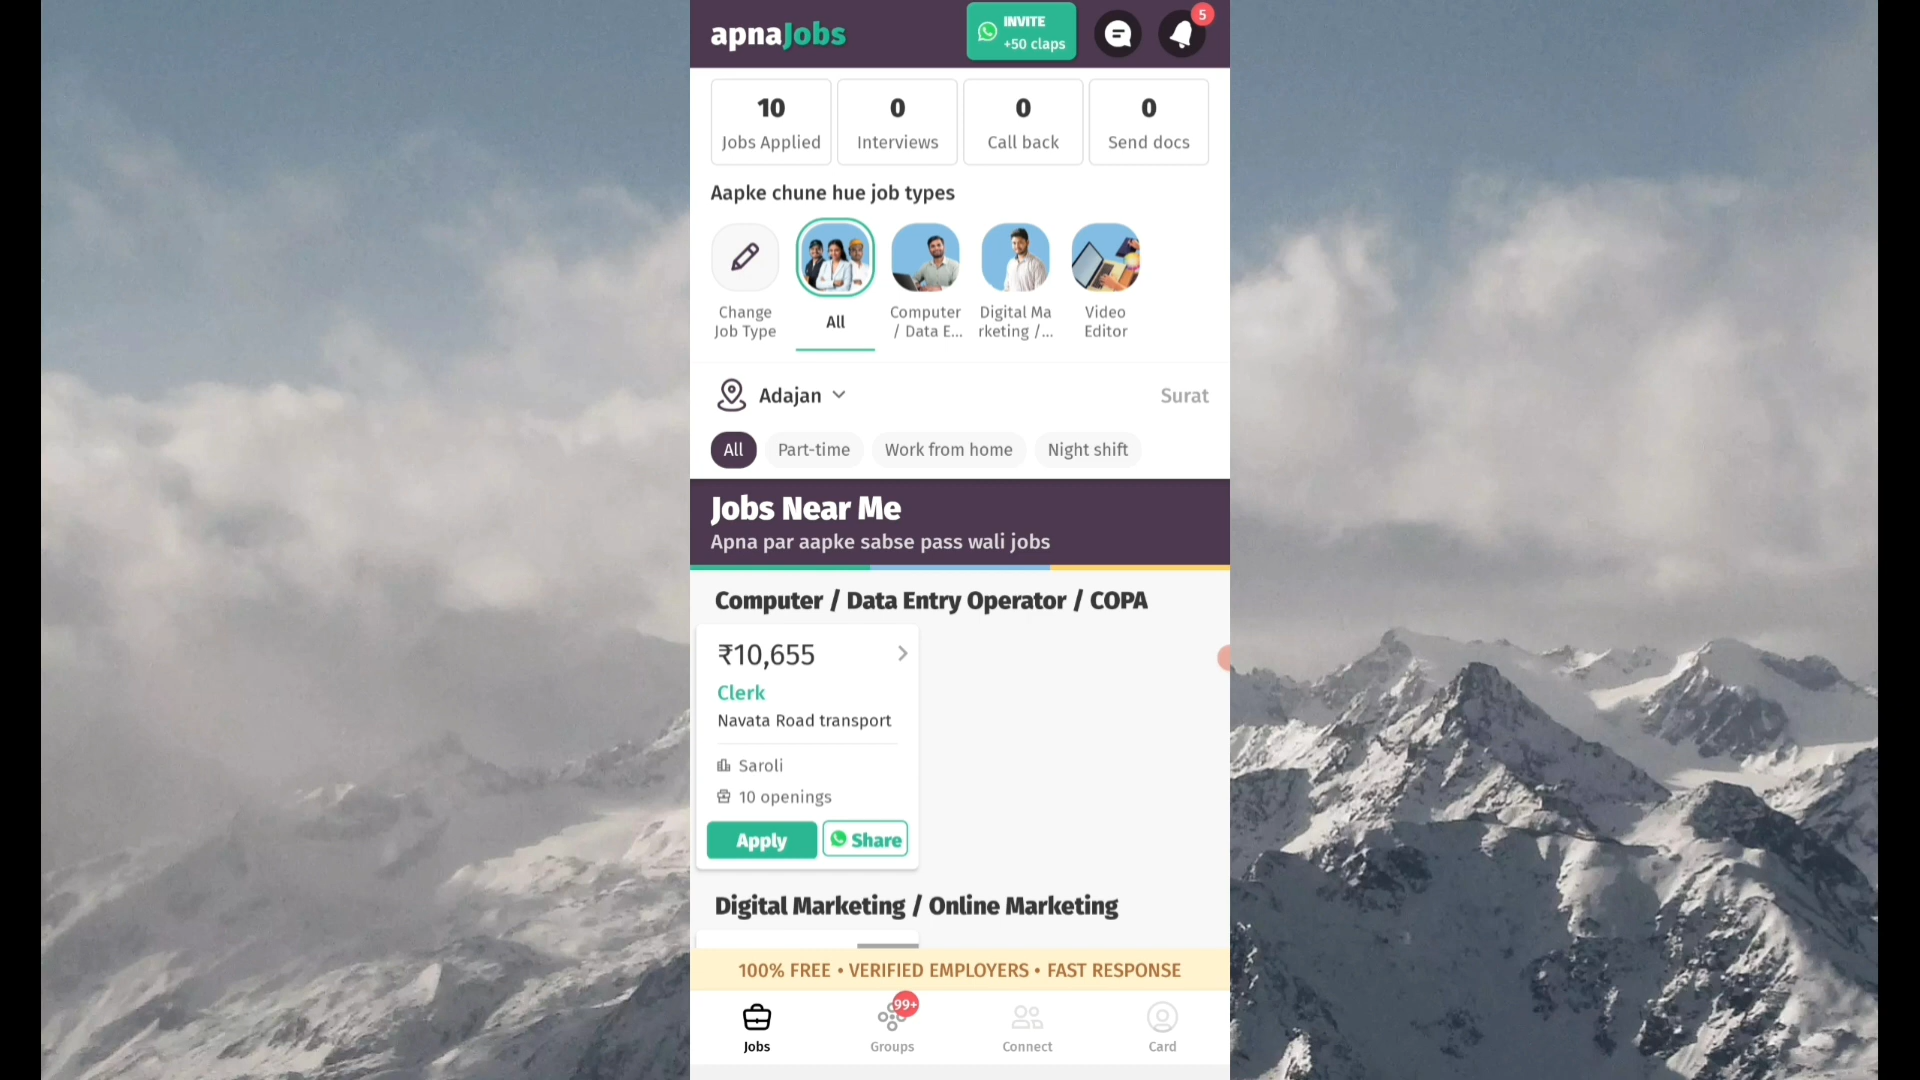 apnaJobs
INVITE
+50 claps
5
10
Jobs Applied
0
Interviews
0
Call back
0
Send docs
Aapke chune hue job types
Change
Job Type
All
Computer
/ Data E...
Digital Ma
rketing /...
Video
Editor
Adajan
Surat
All
Part-time
Work from home
Night shift
Jobs Near Me
Apna par aapke sabse pass wali jobs
Computer / Data Entry Operator / COPA
₹10,655
Clerk
Navata Road transport
Saroli
10 openings
Apply
Share
Digital Marketing / Online Marketing
100% FREE • VERIFIED EMPLOYERS • FAST RESPONSE
99+
Jobs
Groups
Connect
Card